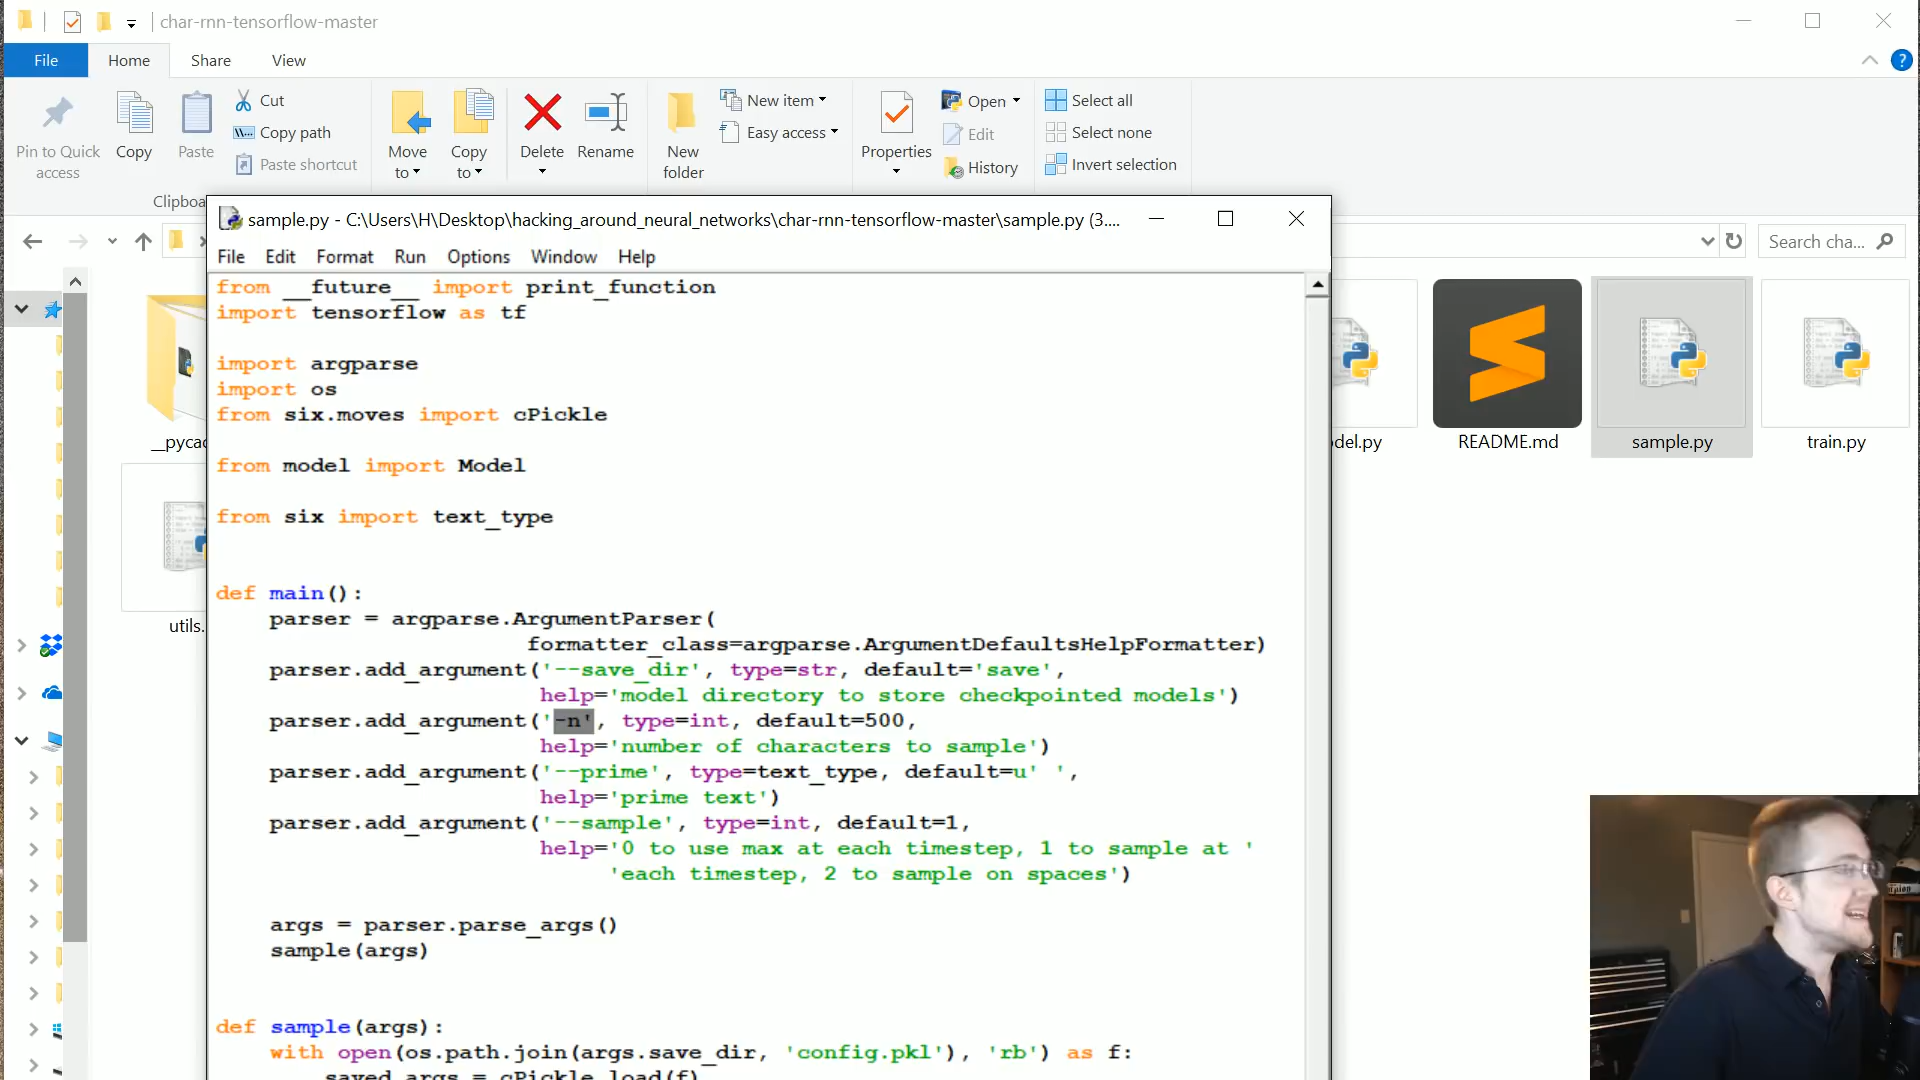 char-rnn-tensorflow-master
File Home Share View
Pin to Quick access
Copy
Paste
Cut
Copy path
Paste shortcut
Move to
Copy to
Delete
Rename
New folder
New item
Easy access
Properties
Open
Edit
History
Select all
Select none
Invert selection
Search cha...
sample.py - C:\Users\H\Desktop\hacking_around_neural_networks\char-rnn-tensorflow-master\sample.py (3....
File Edit Format Run Options Window Help
from __future__ import print_function
import tensorflow as tf
import argparse
import os
from six.moves import cPickle
from model import Model
from six import text_type
def main():
parser = argparse.ArgumentParser(
formatter_class=argparse.ArgumentDefaultsHelpFormatter)
parser.add_argument('--save_dir', type=str, default='save',
help='model directory to store checkpointed models')
parser.add_argument('-n', type=int, default=500,
help='number of characters to sample')
parser.add_argument('--prime', type=text_type, default=u' ',
help='prime text')
parser.add_argument('--sample', type=int, default=1,
help='0 to use max at each timestep, 1 to sample at '
'each timestep, 2 to sample on spaces')
args = parser.parse_args()
sample(args)
def sample(args):
with open(os.path.join(args.save_dir, 'config.pkl'), 'rb') as f:
saved_args = cPickle.load(f)
README.md
sample.py
train.py
utils.